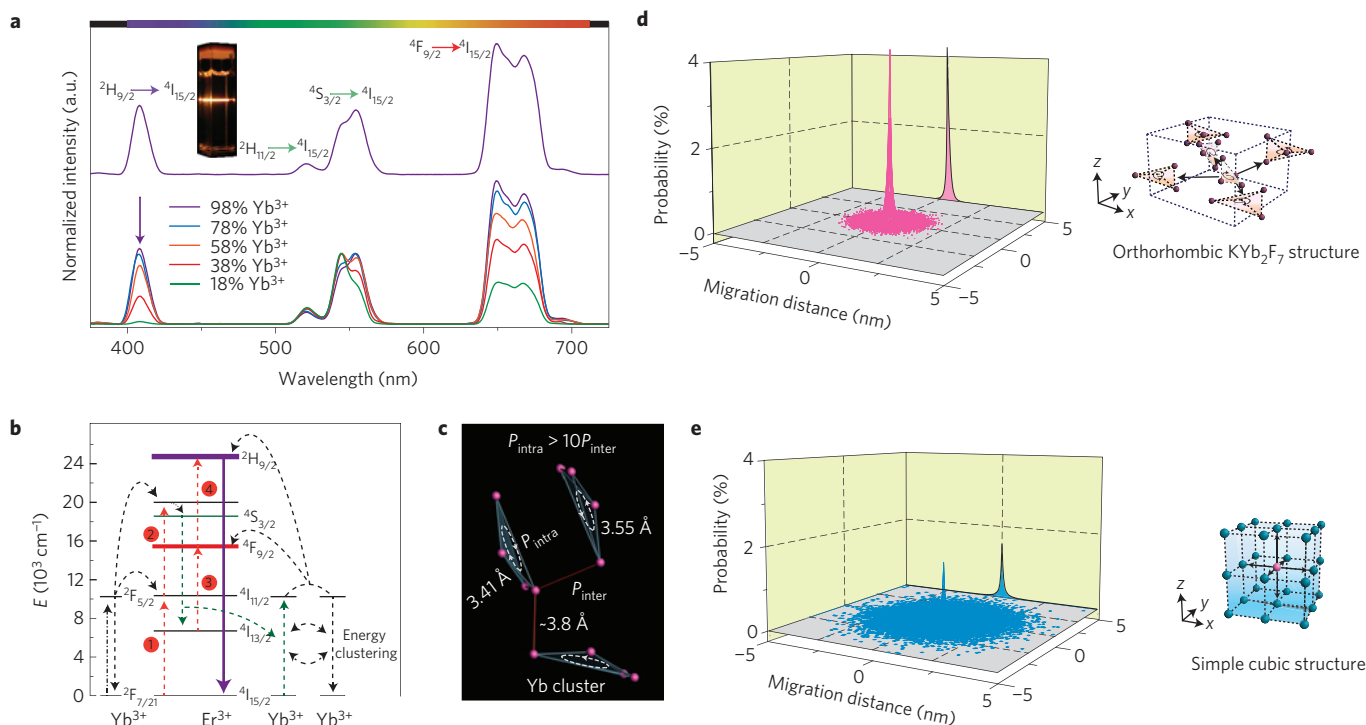 a
Normalized intensity (a.u.)
²H₉/₂ → ⁴I₁₅/₂
²H₁₁/₂ → ⁴I₁₅/₂
⁴S₃/₂ → ⁴I₁₅/₂
⁴F₉/₂ → ⁴I₁₅/₂
98% Yb³⁺
78% Yb³⁺
58% Yb³⁺
38% Yb³⁺
18% Yb³⁺
400 500 600 700
Wavelength (nm)
b
E (10³ cm⁻¹)
24
20
16
12
8
4
0
²H₉/₂
⁴S₃/₂
⁴F₉/₂
²F₅/₂ ⁴I₁₁/₂
⁴I₁₃/₂
²F₇/₂₁ ⁴I₁₅/₂
4
2
3
1
Energy
clustering
Yb³⁺ Er³⁺ Yb³⁺ Yb³⁺
c
P_intra > 10P_inter
P_intra
3.55 Å
3.41 Å
P_inter
~3.8 Å
Yb cluster
d
Probability (%)
4
2
0
−5 0 5
−5 0 5
Migration distance (nm)
z
y
x
Orthorhombic KYb₂F₇ structure
e
Probability (%)
4
2
0
−5 0 5
−5 0 5
Migration distance (nm)
z
y
x
Simple cubic structure